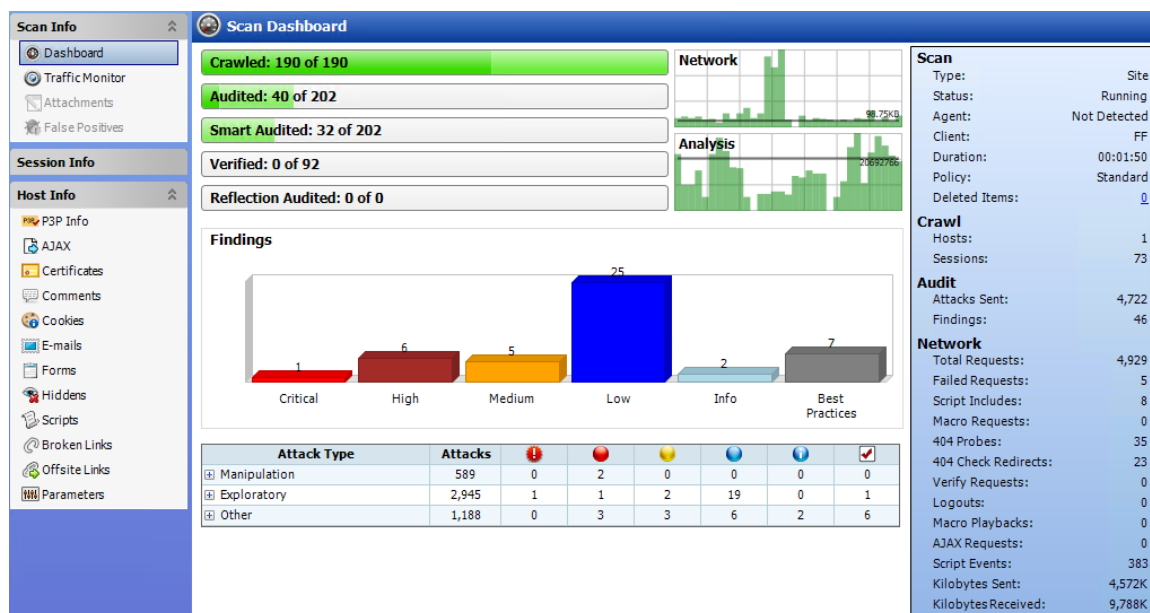 Scan Info
Dashboard
Traffic Monitor
Attachments
False Positives
Session Info
Host Info
P3P P3P Info
AJAX
Certificates
Comments
Cookies
E-mails
Forms
Hiddens
Scripts
Broken Links
Offsite Links
Parameters
Scan Dashboard
Crawled: 190 of 190
Audited: 40 of 202
Smart Audited: 32 of 202
Verified: 0 of 92
Reflection Audited: 0 of 0
Network
98.75KB
Analysis
20692766
Findings
1 6 5 25 2 7
Critical High Medium Low Info Best
Practices
Attack Type Attacks
Manipulation 589 0 2 0 0 0 0
Exploratory 2,945 1 1 2 19 0 1
Other 1,188 0 3 3 6 2 6
Scan
Type: Site
Status: Running
Agent: Not Detected
Client: FF
Duration: 00:01:50
Policy: Standard
Deleted Items: 0
Crawl
Hosts: 1
Sessions: 73
Audit
Attacks Sent: 4,722
Findings: 46
Network
Total Requests: 4,929
Failed Requests: 5
Script Includes: 8
Macro Requests: 0
404 Probes: 35
404 Check Redirects: 23
Verify Requests: 0
Logouts: 0
Macro Playbacks: 0
AJAX Requests: 0
Script Events: 383
Kilobytes Sent: 4,572K
Kilobytes Received: 9,788K